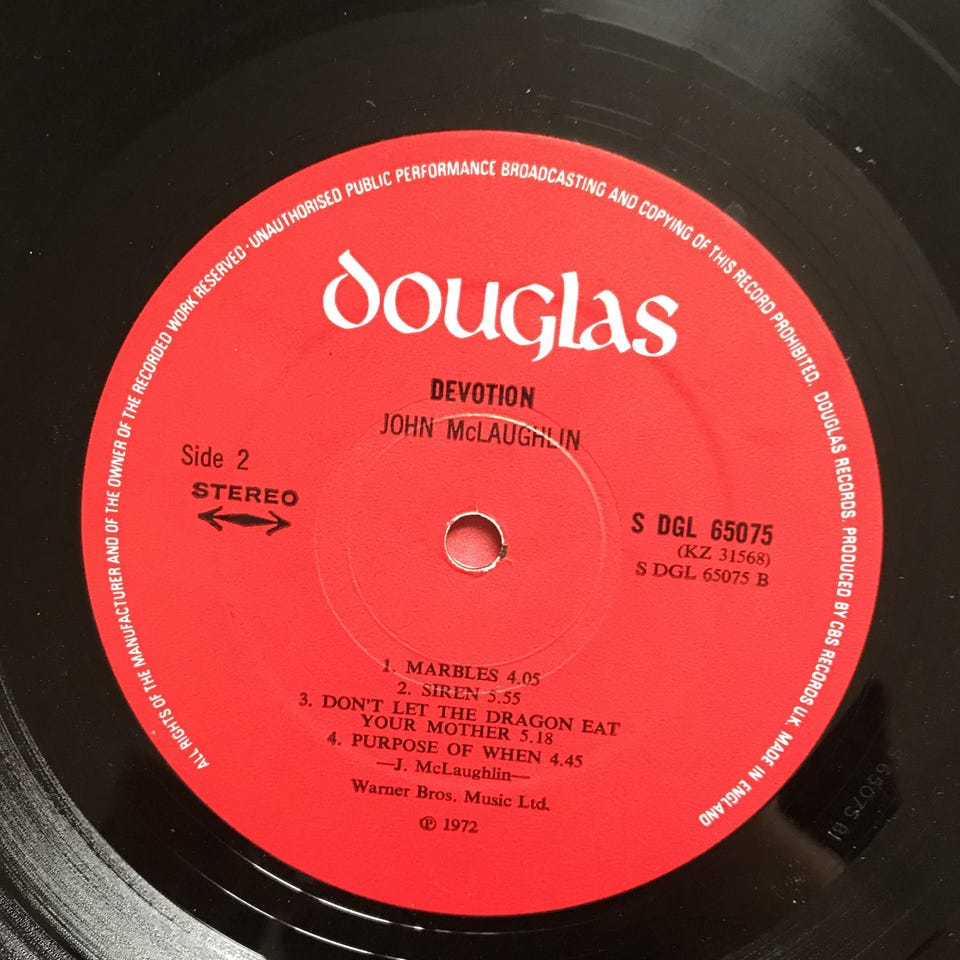 ALL RIGHTS OF THE MANUFACTURER AND OF THE OWNER OF THE RECORDED WORK RESERVED · UNAUTHORISED PUBLIC PERFORMANCE BROADCASTING AND COPYING OF THIS RECORD PROHIBITED. DOUGLAS RECORDS. PRODUCED BY CBS RECORDS UK. MADE IN ENGLAND
DOUGLAS
DEVOTION
JOHN McLAUGHLIN
Side 2
STEREO
S DGL 65075
(KZ 31568)
S DGL 65075 B
1. MARBLES 4.05
2. SIREN 5.55
3. DON'T LET THE DRAGON EAT
YOUR MOTHER 5.18
4. PURPOSE OF WHEN 4.45
—J. McLaughlin—
Warner Bros. Music Ltd.
℗ 1972